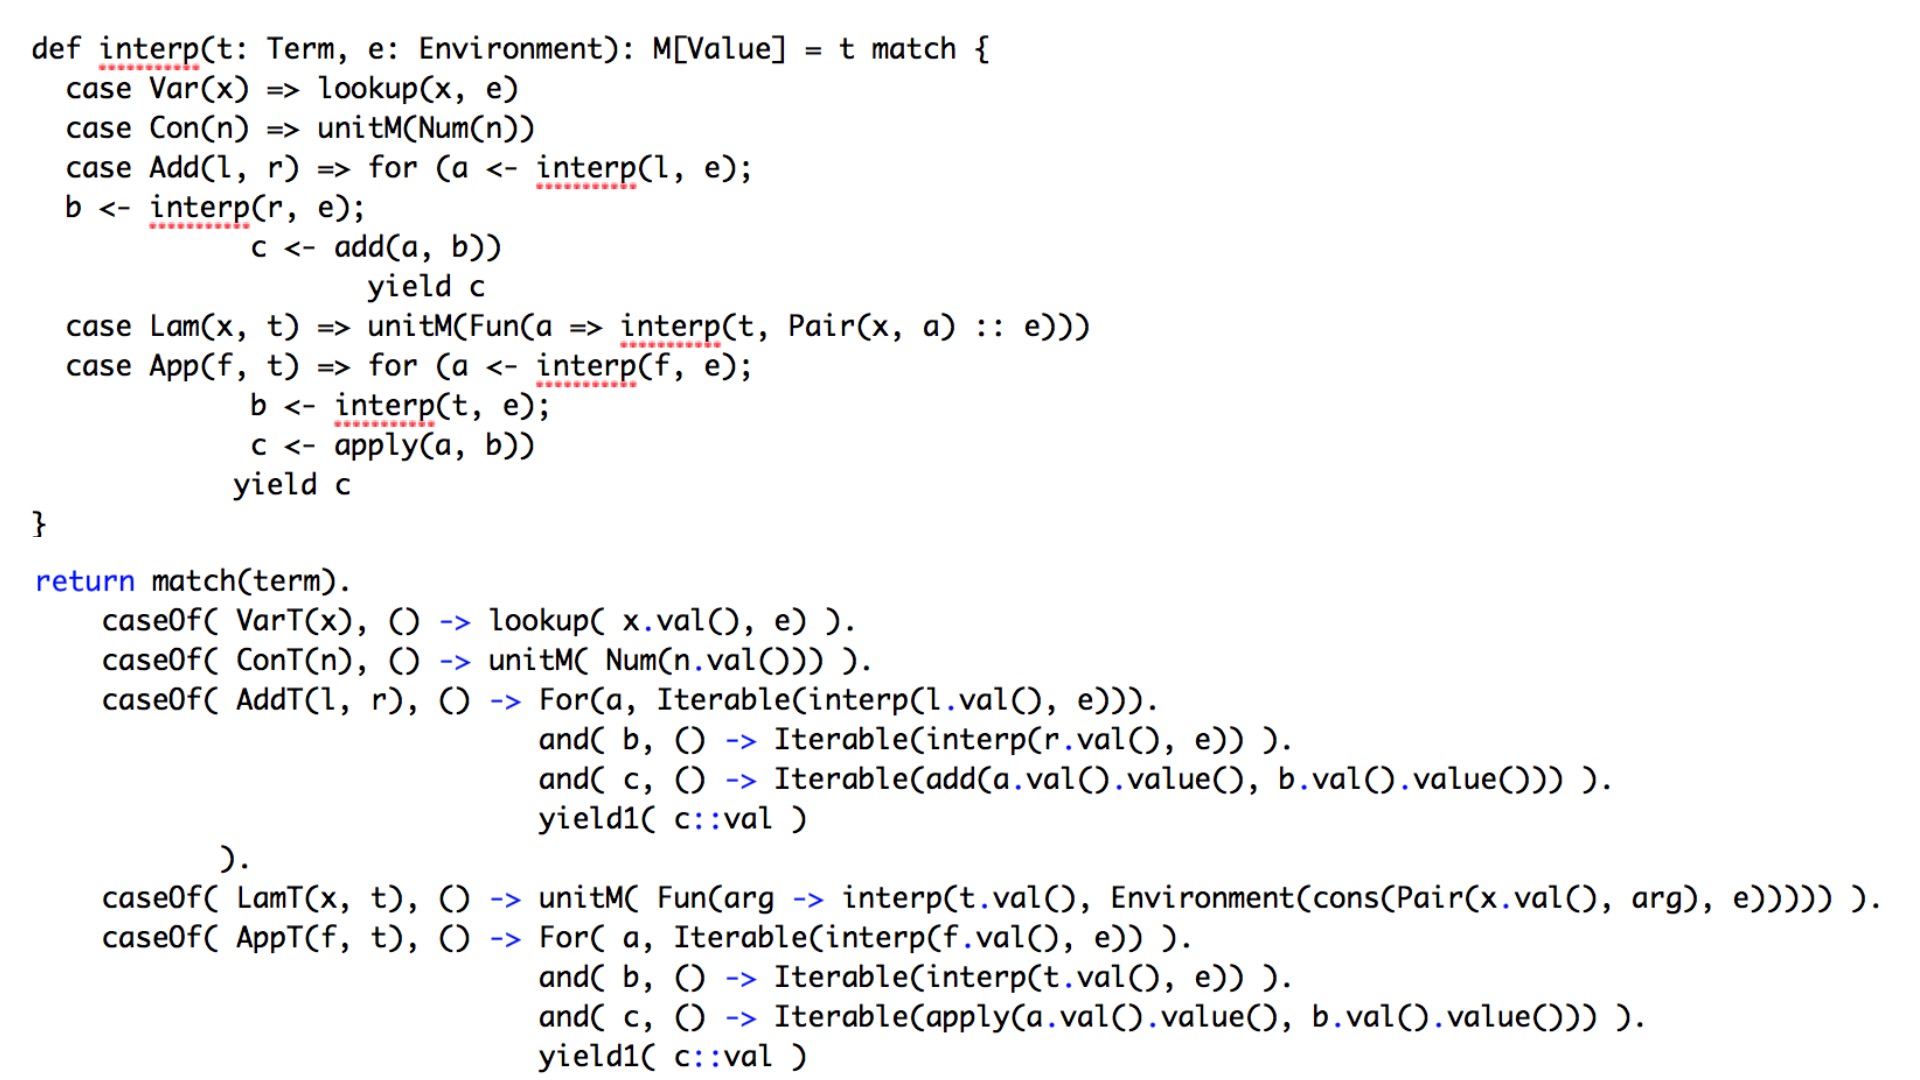 def interp(t: Term, e: Environment): M[Value] = t match {
  case Var(x) => lookup(x, e)
  case Con(n) => unitM(Num(n))
  case Add(l, r) => for (a <- interp(l, e);
  b <- interp(r, e);
             c <- add(a, b))
                    yield c
  case Lam(x, t) => unitM(Fun(a => interp(t, Pair(x, a) :: e)))
  case App(f, t) => for (a <- interp(f, e);
             b <- interp(t, e);
             c <- apply(a, b))
            yield c
}
return match(term).
    caseOf( VarT(x), () -> lookup( x.val(), e) ).
    caseOf( ConT(n), () -> unitM( Num(n.val())) ).
    caseOf( AddT(l, r), () -> For(a, Iterable(interp(l.val(), e))).
                              and( b, () -> Iterable(interp(r.val(), e)) ).
                              and( c, () -> Iterable(add(a.val().value(), b.val().value())) ).
                              yield1( c::val )
           ).
    caseOf( LamT(x, t), () -> unitM( Fun(arg -> interp(t.val(), Environment(cons(Pair(x.val(), arg), e))))) ).
    caseOf( AppT(f, t), () -> For( a, Iterable(interp(f.val(), e)) ).
                              and( b, () -> Iterable(interp(t.val(), e)) ).
                              and( c, () -> Iterable(apply(a.val().value(), b.val().value())) ).
                              yield1( c::val )